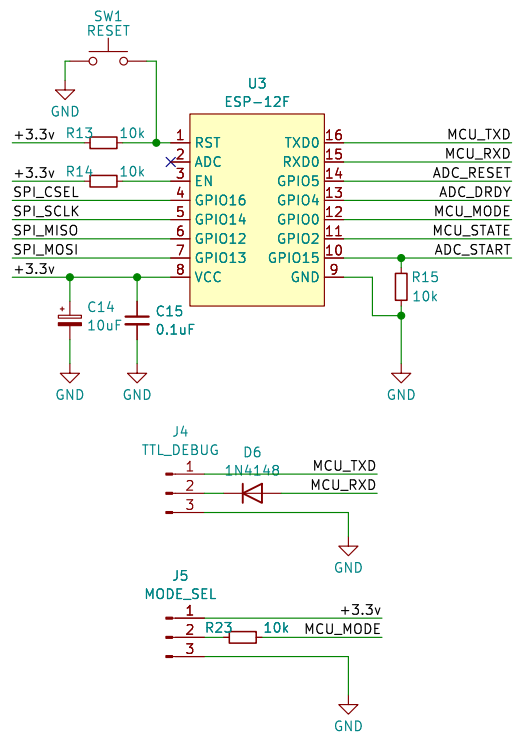 SW1
RESET
GND
U3
ESP-12F
+3.3v R13 10k 1 RST TXD0 16 MCU_TXD
2 ADC RXD0 15 MCU_RXD
+3.3v R14 10k 3 EN GPIO5 14 ADC_RESET
SPI_CSEL 4 GPIO16 GPIO4 13 ADC_DRDY
SPI_SCLK 5 GPIO14 GPIO0 12 MCU_MODE
SPI_MISO 6 GPIO12 GPIO2 11 MCU_STATE
SPI_MOSI 7 GPIO13 GPIO15 10 ADC_START
+3.3v 8 VCC GND 9
R15
10k
+
C14
10uF
C15
0.1uF
GND GND GND
J4
TTL_DEBUG
D6
1N4148
1 MCU_TXD
2 MCU_RXD
3
GND
J5
MODE_SEL
1 +3.3v
2 R23 10k MCU_MODE
3
GND